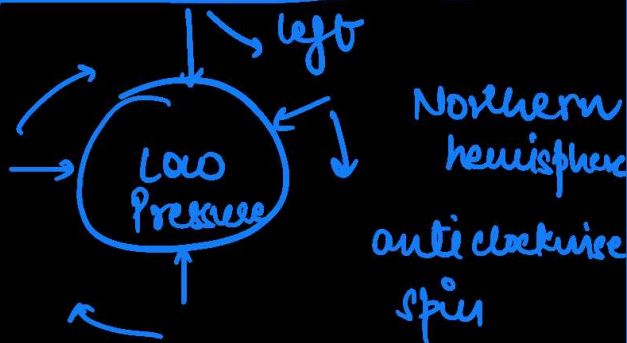 left
Northern
hemisphere
Low
Pressure
anticlockwise
spin